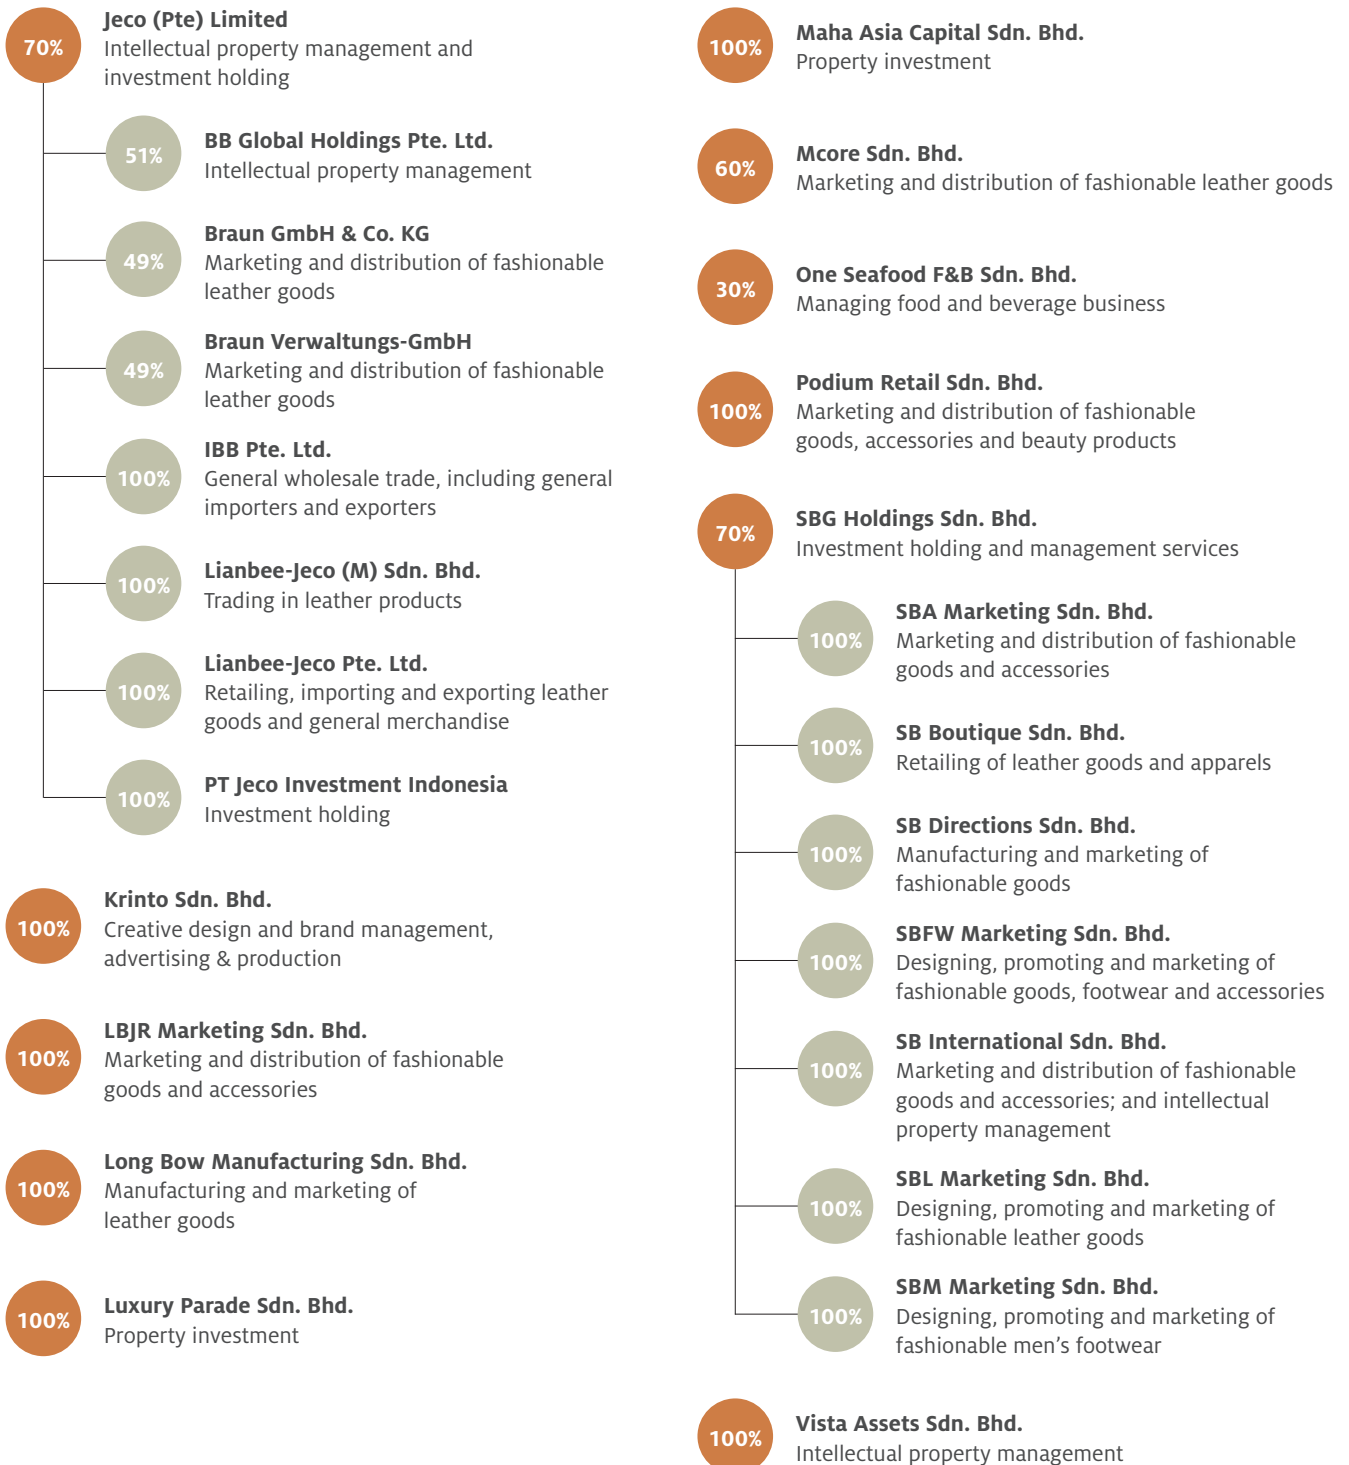 70%
Jeco (Pte) Limited
Intellectual property management and
investment holding
51%
BB Global Holdings Pte. Ltd.
Intellectual property management
49%
Braun GmbH & Co. KG
Marketing and distribution of fashionable
leather goods
49%
Braun Verwaltungs-GmbH
Marketing and distribution of fashionable
leather goods
100%
IBB Pte. Ltd.
General wholesale trade, including general
importers and exporters
100%
Lianbee-Jeco (M) Sdn. Bhd.
Trading in leather products
100%
Lianbee-Jeco Pte. Ltd.
Retailing, importing and exporting leather
goods and general merchandise
100%
PT Jeco Investment Indonesia
Investment holding
100%
Krinto Sdn. Bhd.
Creative design and brand management,
advertising & production
100%
LBJR Marketing Sdn. Bhd.
Marketing and distribution of fashionable
goods and accessories
100%
Long Bow Manufacturing Sdn. Bhd.
Manufacturing and marketing of
leather goods
100%
Luxury Parade Sdn. Bhd.
Property investment
100%
Maha Asia Capital Sdn. Bhd.
Property investment
60%
Mcore Sdn. Bhd.
Marketing and distribution of fashionable leather goods
30%
One Seafood F&B Sdn. Bhd.
Managing food and beverage business
100%
Podium Retail Sdn. Bhd.
Marketing and distribution of fashionable
goods, accessories and beauty products
70%
SBG Holdings Sdn. Bhd.
Investment holding and management services
100%
SBA Marketing Sdn. Bhd.
Marketing and distribution of fashionable
goods and accessories
100%
SB Boutique Sdn. Bhd.
Retailing of leather goods and apparels
100%
SB Directions Sdn. Bhd.
Manufacturing and marketing of
fashionable goods
100%
SBFW Marketing Sdn. Bhd.
Designing, promoting and marketing of
fashionable goods, footwear and accessories
100%
SB International Sdn. Bhd.
Marketing and distribution of fashionable
goods and accessories; and intellectual
property management
100%
SBL Marketing Sdn. Bhd.
Designing, promoting and marketing of
fashionable leather goods
100%
SBM Marketing Sdn. Bhd.
Designing, promoting and marketing of
fashionable men’s footwear
100%
Vista Assets Sdn. Bhd.
Intellectual property management